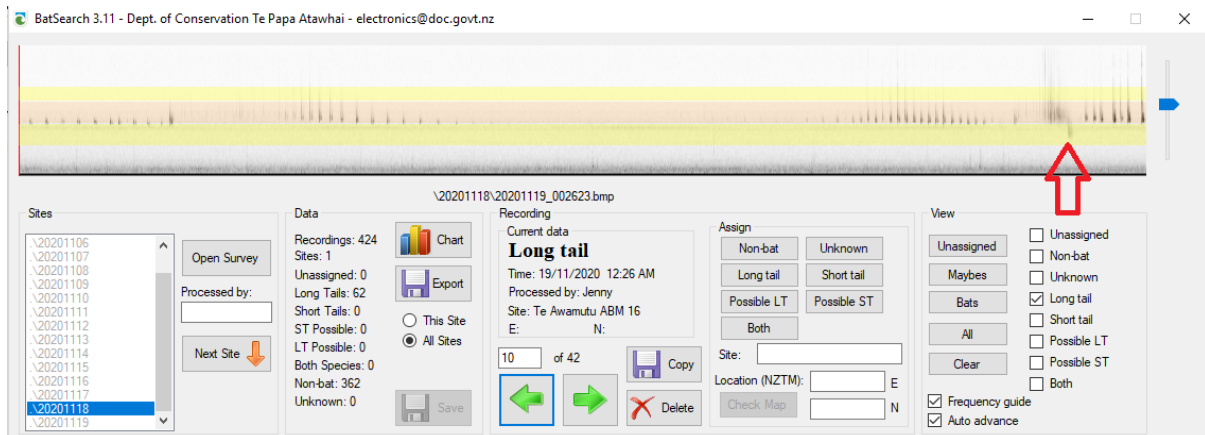 BatSearch 3.11 - Dept. of Conservation Te Papa Atawhai - electronics@doc.govt.nz
\20201118\20201119_002623.bmp
Sites
.\20201106
.\20201107
.\20201108
.\20201109
.\20201110
.\20201111
.\20201112
.\20201113
.\20201114
.\20201115
.\20201116
.\20201117
.\20201118
.\20201119
Open Survey
Processed by:
Next Site
Data
Recordings: 424
Sites: 1
Unassigned: 0
Long Tails: 62
Short Tails: 0
ST Possible: 0
LT Possible: 0
Both Species: 0
Non-bat: 362
Unknown: 0
Chart
Export
This Site
All Sites
Save
Recording
Current data
Long tail
Time: 19/11/2020 12:26 AM
Processed by: Jenny
Site: Te Awamutu ABM 16
E: N:
10 of 42
Copy
Delete
Assign
Non-bat Unknown
Long tail Short tail
Possible LT Possible ST
Both
Site:
Location (NZTM): E
Check Map N
View
Unassigned
Maybes
Bats
All
Clear
Unassigned
Non-bat
Unknown
Long tail
Short tail
Possible LT
Possible ST
Both
Frequency guide
Auto advance